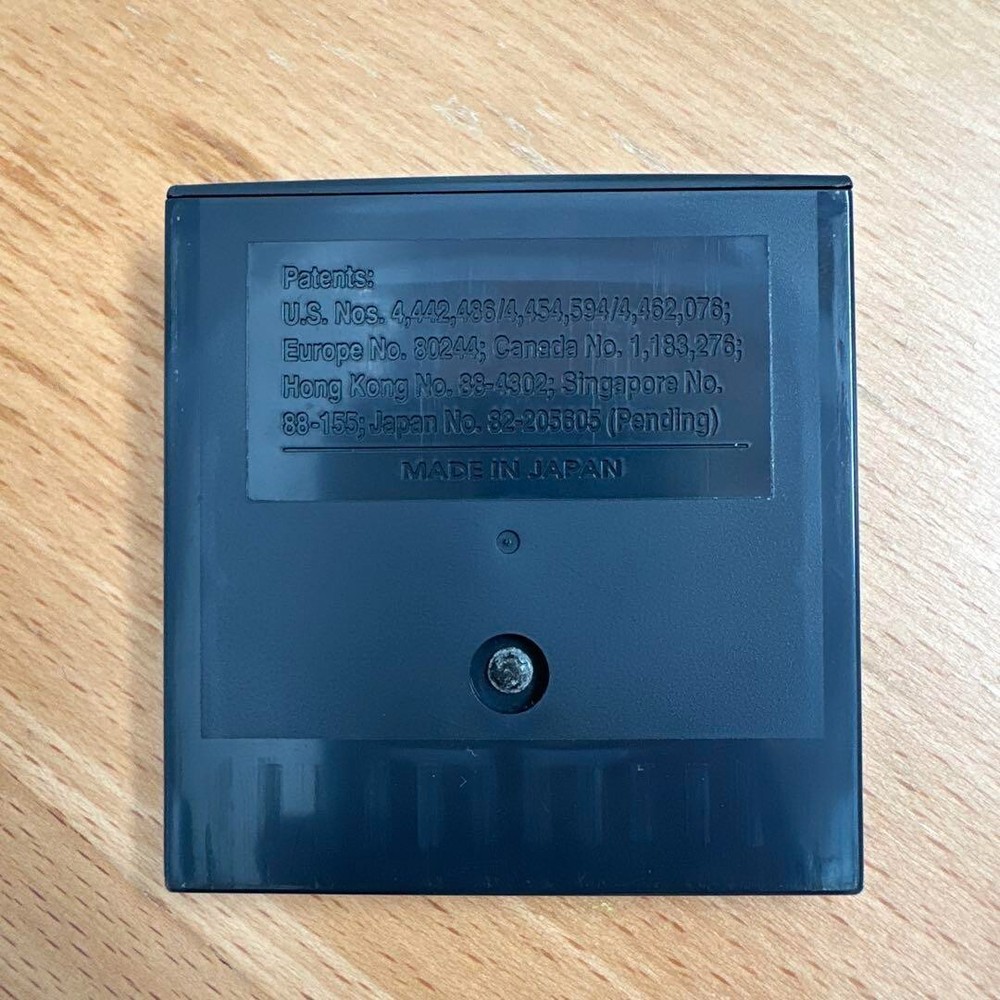 Patents:
U.S. Nos. 4,442,486/4,454,594/4,462,076;
Europe No. 80244; Canada No. 1,183,276;
Hong Kong No. 88-4302; Singapore No.
88-155; Japan No. 82-205605 (Pending)
MADE IN JAPAN